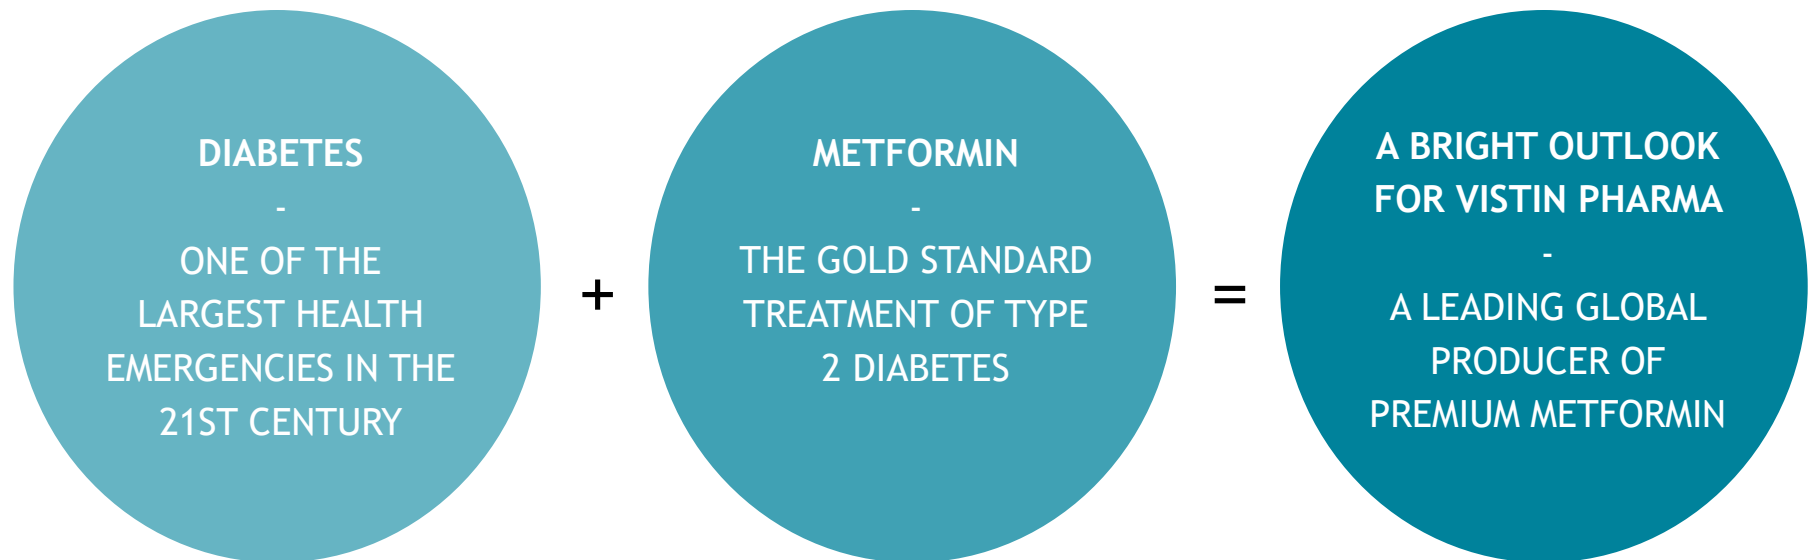 DIABETES
-
ONE OF THE
LARGEST HEALTH
EMERGENCIES IN THE
21ST CENTURY
+
METFORMIN
-
THE GOLD STANDARD
TREATMENT OF TYPE
2 DIABETES
=
A BRIGHT OUTLOOK
FOR VISTIN PHARMA
-
A LEADING GLOBAL
PRODUCER OF
PREMIUM METFORMIN